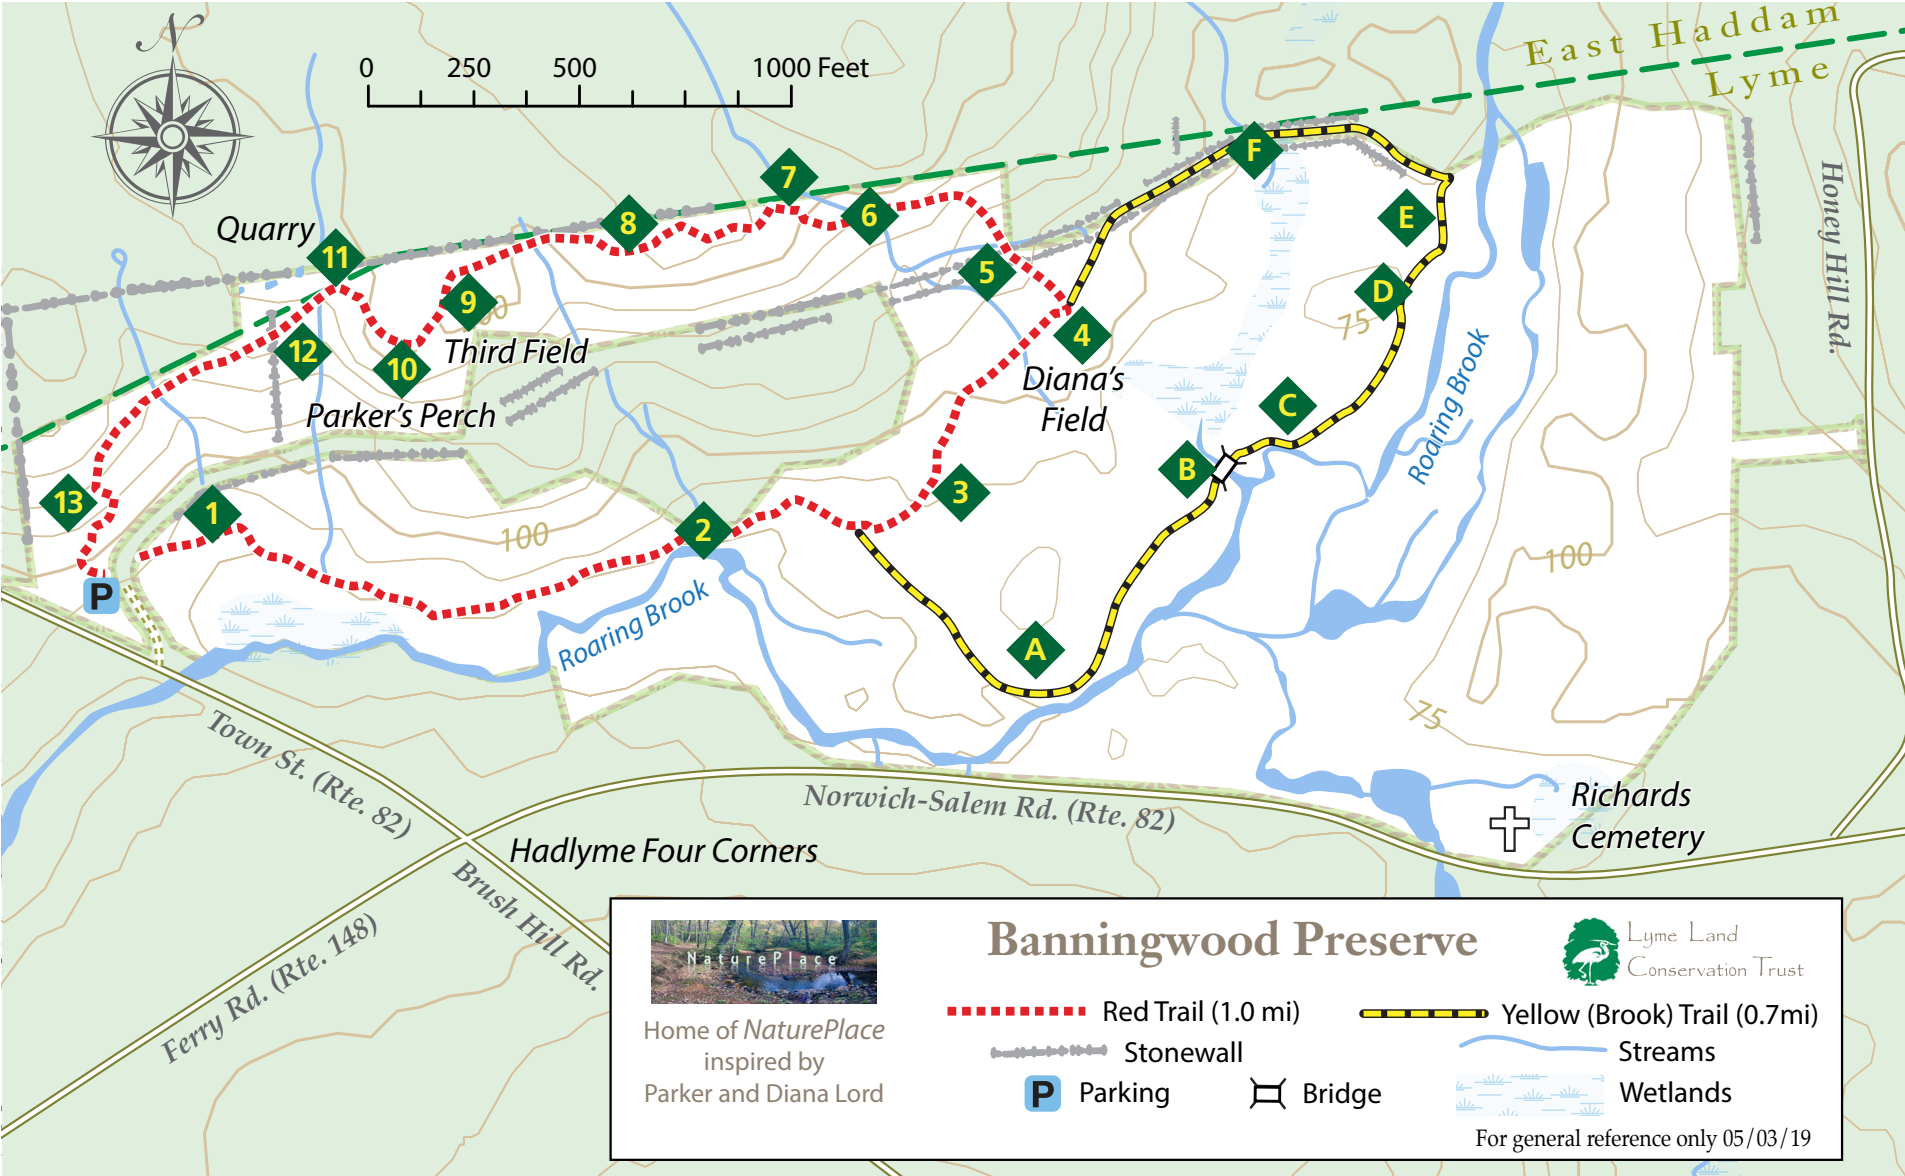 N
0 250 500 1000 Feet
East Haddam
Lyme
Honey Hill Rd.
Quarry
11
8
7
6
F
E
D
5
9
00
Third Field
12
10
Parker's Perch
4
Diana's
Field
75
C
B
Roaring Brook
13
1
100
2
3
100
P
Roaring Brook
A
75
Town St. (Rte. 82)
Norwich-Salem Rd. (Rte. 82)
Richards
Cemetery
Hadlyme Four Corners
Brush Hill Rd.
Ferry Rd. (Rte. 148)
NaturePlace
Home of NaturePlace
inspired by
Parker and Diana Lord
Banningwood Preserve
Lyme Land
Conservation Trust
Red Trail (1.0 mi)
Yellow (Brook) Trail (0.7mi)
Stonewall
Streams
P Parking
Bridge
Wetlands
For general reference only 05/03/19